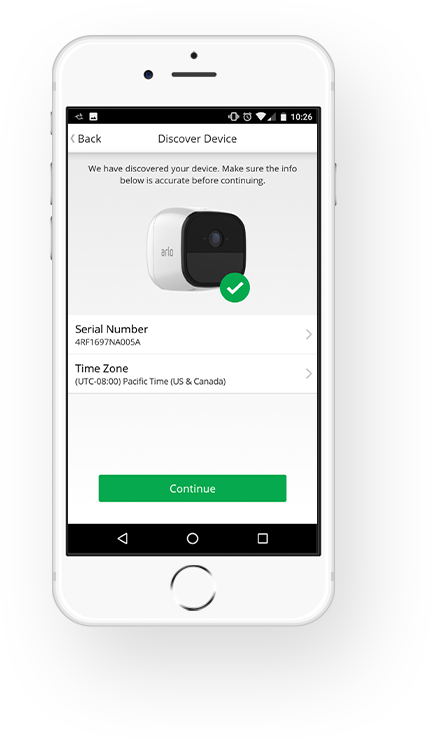 10:26
Back
Discover Device
We have discovered your device. Make sure the info
below is accurate before continuing.
arlo
Serial Number
4RF1697NA005A
Time Zone
(UTC-08:00) Pacific Time (US & Canada)
Continue